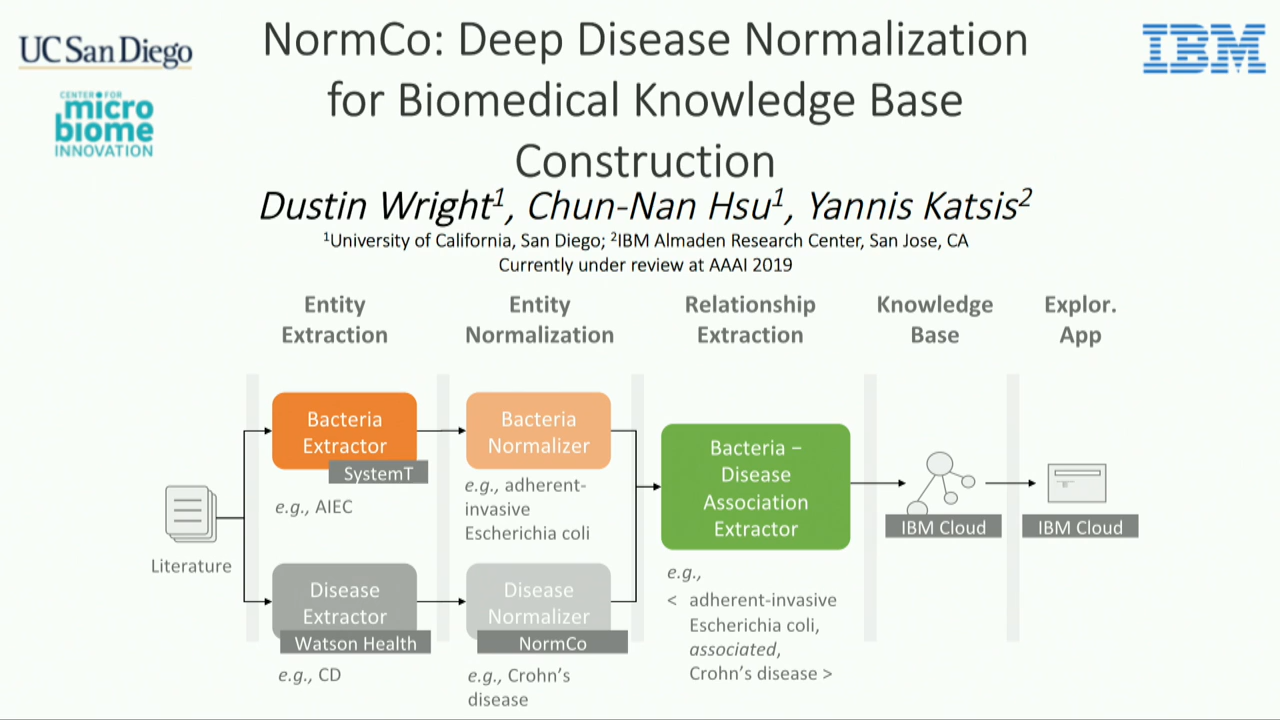 UC San Diego
CENTER FOR
micro
biome
INNOVATION
IBM
NormCo: Deep Disease Normalization
for Biomedical Knowledge Base
Construction
Dustin Wright¹, Chun-Nan Hsu¹, Yannis Katsis²
¹University of California, San Diego; ²IBM Almaden Research Center, San Jose, CA
Currently under review at AAAI 2019
Entity
Extraction
Entity
Normalization
Relationship
Extraction
Knowledge
Base
Explor.
App
Literature
Bacteria
Extractor
SystemT
e.g., AIEC
Bacteria
Normalizer
e.g., adherent-
invasive
Escherichia coli
Disease
Extractor
Watson Health
e.g., CD
Disease
Normalizer
NormCo
e.g., Crohn's
disease
Bacteria –
Disease
Association
Extractor
e.g.,
< adherent-invasive
Escherichia coli,
associated,
Crohn's disease >
IBM Cloud
IBM Cloud